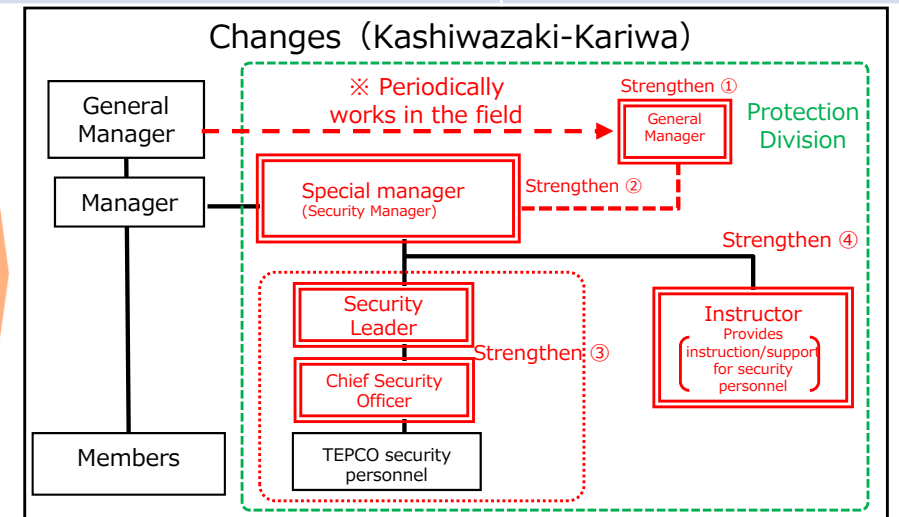 Changes（Kashiwazaki-Kariwa）
General
Manager
※ Periodically
works in the field
Strengthen ①
General
Manager
Protection
Division
Manager
Special manager
(Security Manager)
Strengthen ②
Strengthen ④
Security
Leader
Strengthen ③
Chief Security
Officer
TEPCO security
personnel
Instructor
Provides
instruction/support
for security
personnel
Members